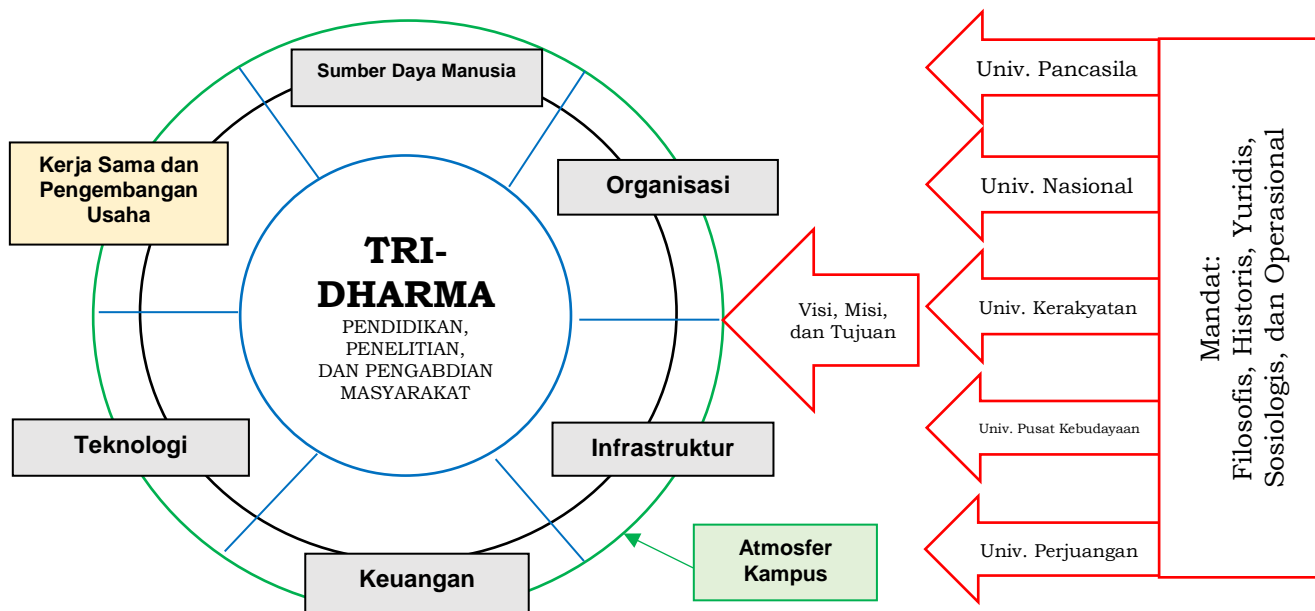 Sumber Daya Manusia
Kerja Sama dan
Pengembangan
Usaha
Organisasi
TRI-
DHARMA
PENDIDIKAN,
PENELITIAN,
DAN PENGABDIAN
MASYARAKAT
Teknologi
Infrastruktur
Keuangan
Atmosfer
Kampus
Visi, Misi,
dan Tujuan
Univ. Pancasila
Univ. Nasional
Univ. Kerakyatan
Univ. Pusat Kebudayaan
Univ. Perjuangan
Mandat:
Filosofis, Historis, Yuridis,
Sosiologis, dan Operasional